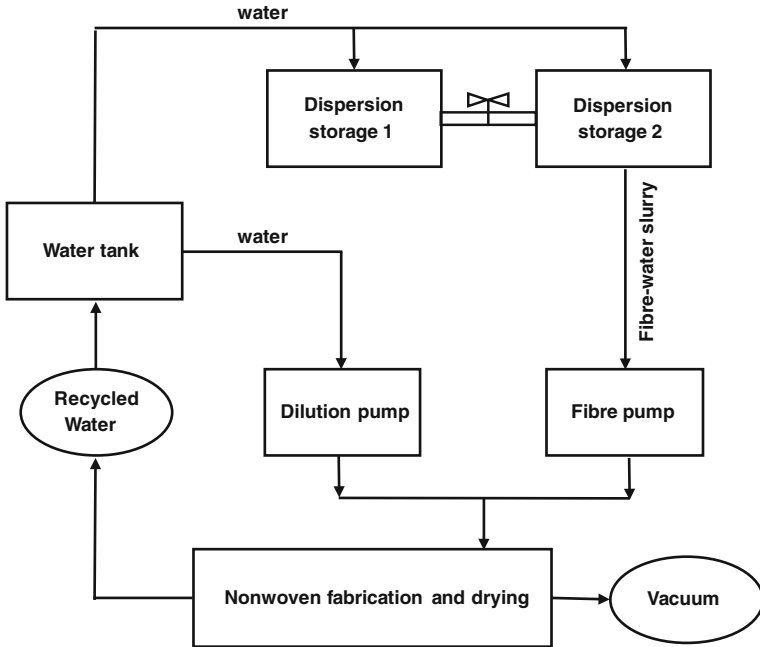 water
Dispersion
storage 1
Dispersion
storage 2
Water tank
water
Fibre-water slurry
Recycled
Water
Dilution pump
Fibre pump
Nonwoven fabrication and drying
Vacuum